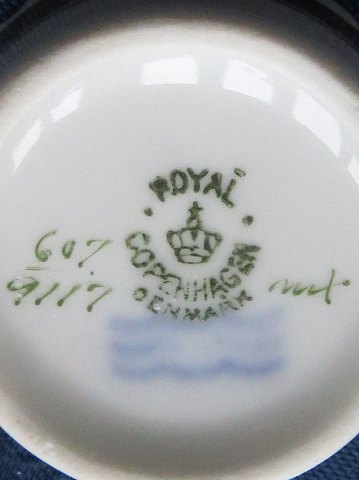 ROYAL
COPENHAGEN
DENMARK
607
9117